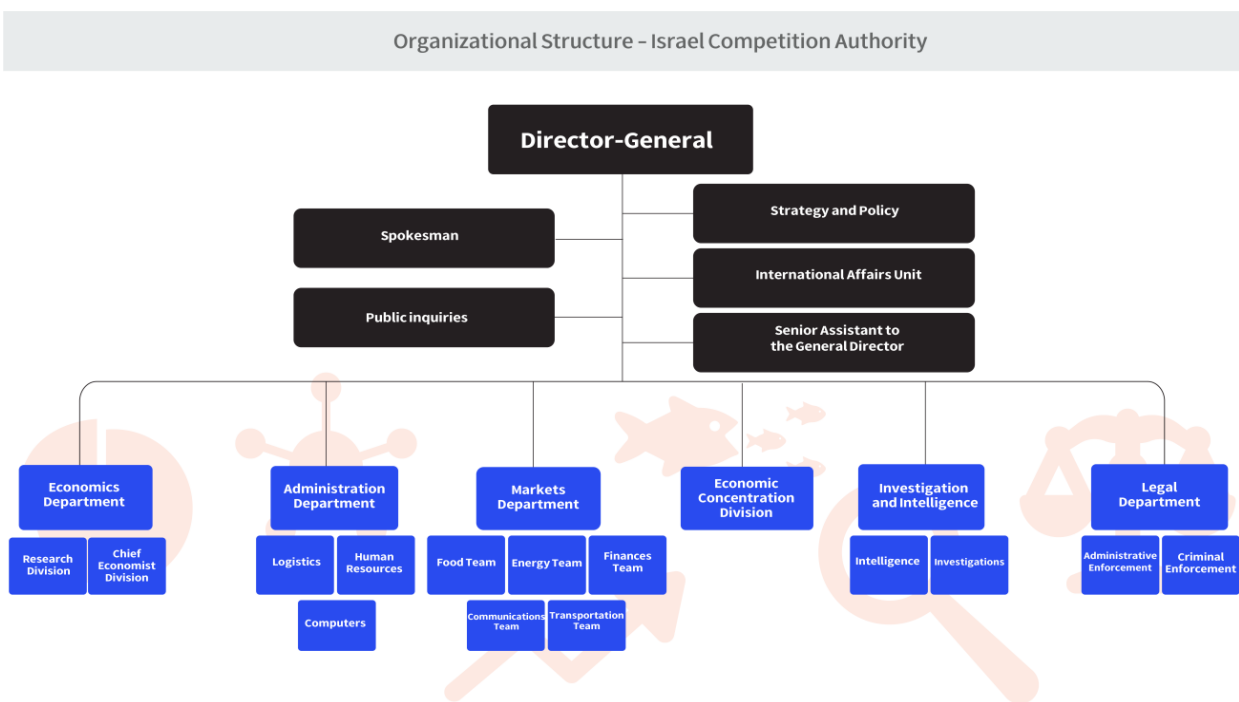 Organizational Structure – Israel Competition Authority
Director-General
Strategy and Policy
Spokesman
International Affairs Unit
Public inquiries
Senior Assistant to
the General Director
Economics
Department
Research
Division
Chief
Economist
Division
Administration
Department
Logistics
Human
Resources
Computers
Markets
Department
Food Team
Energy Team
Finances
Team
Communications
Team
Transportation
Team
Economic
Concentration
Division
Investigation
and Intelligence
Intelligence
Investigations
Legal
Department
Administrative
Enforcement
Criminal
Enforcement